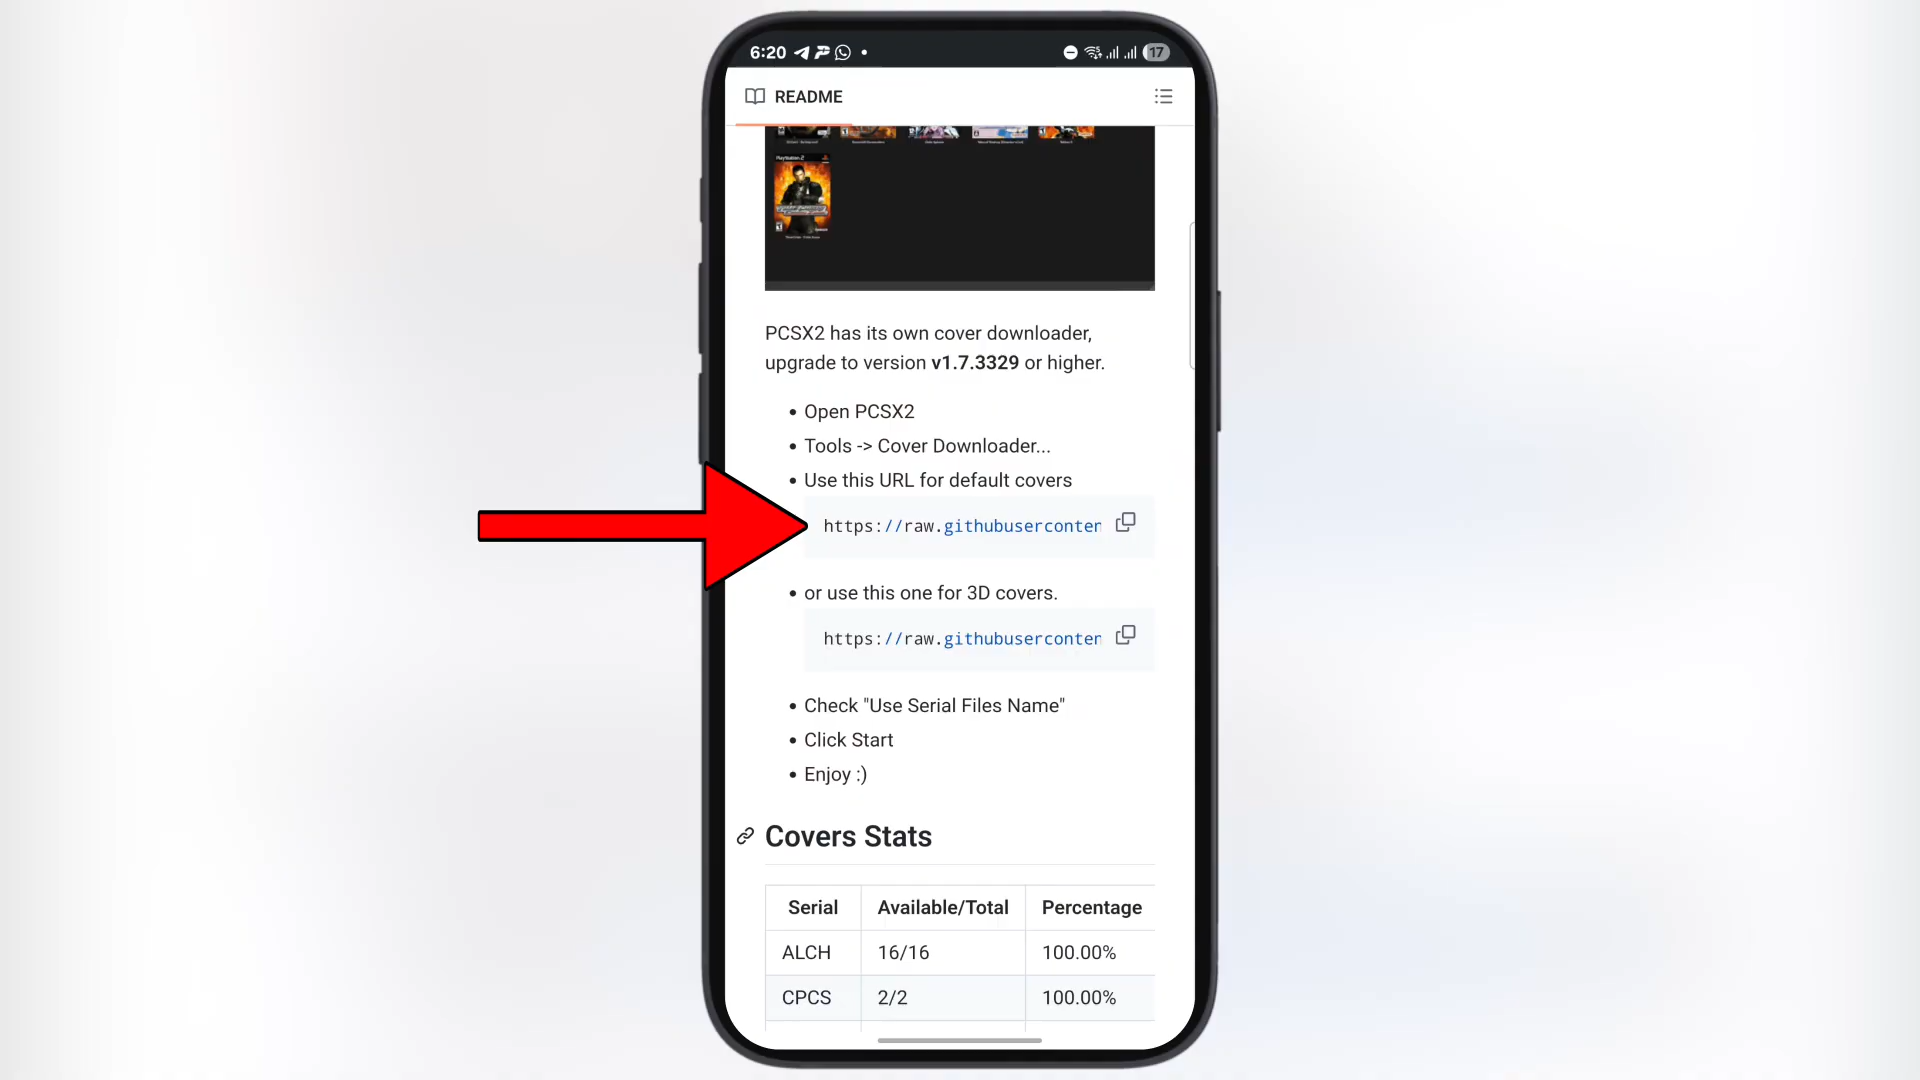 6:20
17
README
PlayStation 2
PCSX2 has its own cover downloader,
upgrade to version v1.7.3329 or higher.
• Open PCSX2
• Tools -> Cover Downloader...
• Use this URL for default covers
https://raw.githubuserconten
• or use this one for 3D covers.
https://raw.githubuserconten
• Check "Use Serial Files Name"
• Click Start
• Enjoy :)
Covers Stats
Serial Available/Total Percentage
ALCH 16/16 100.00%
CPCS 2/2 100.00%